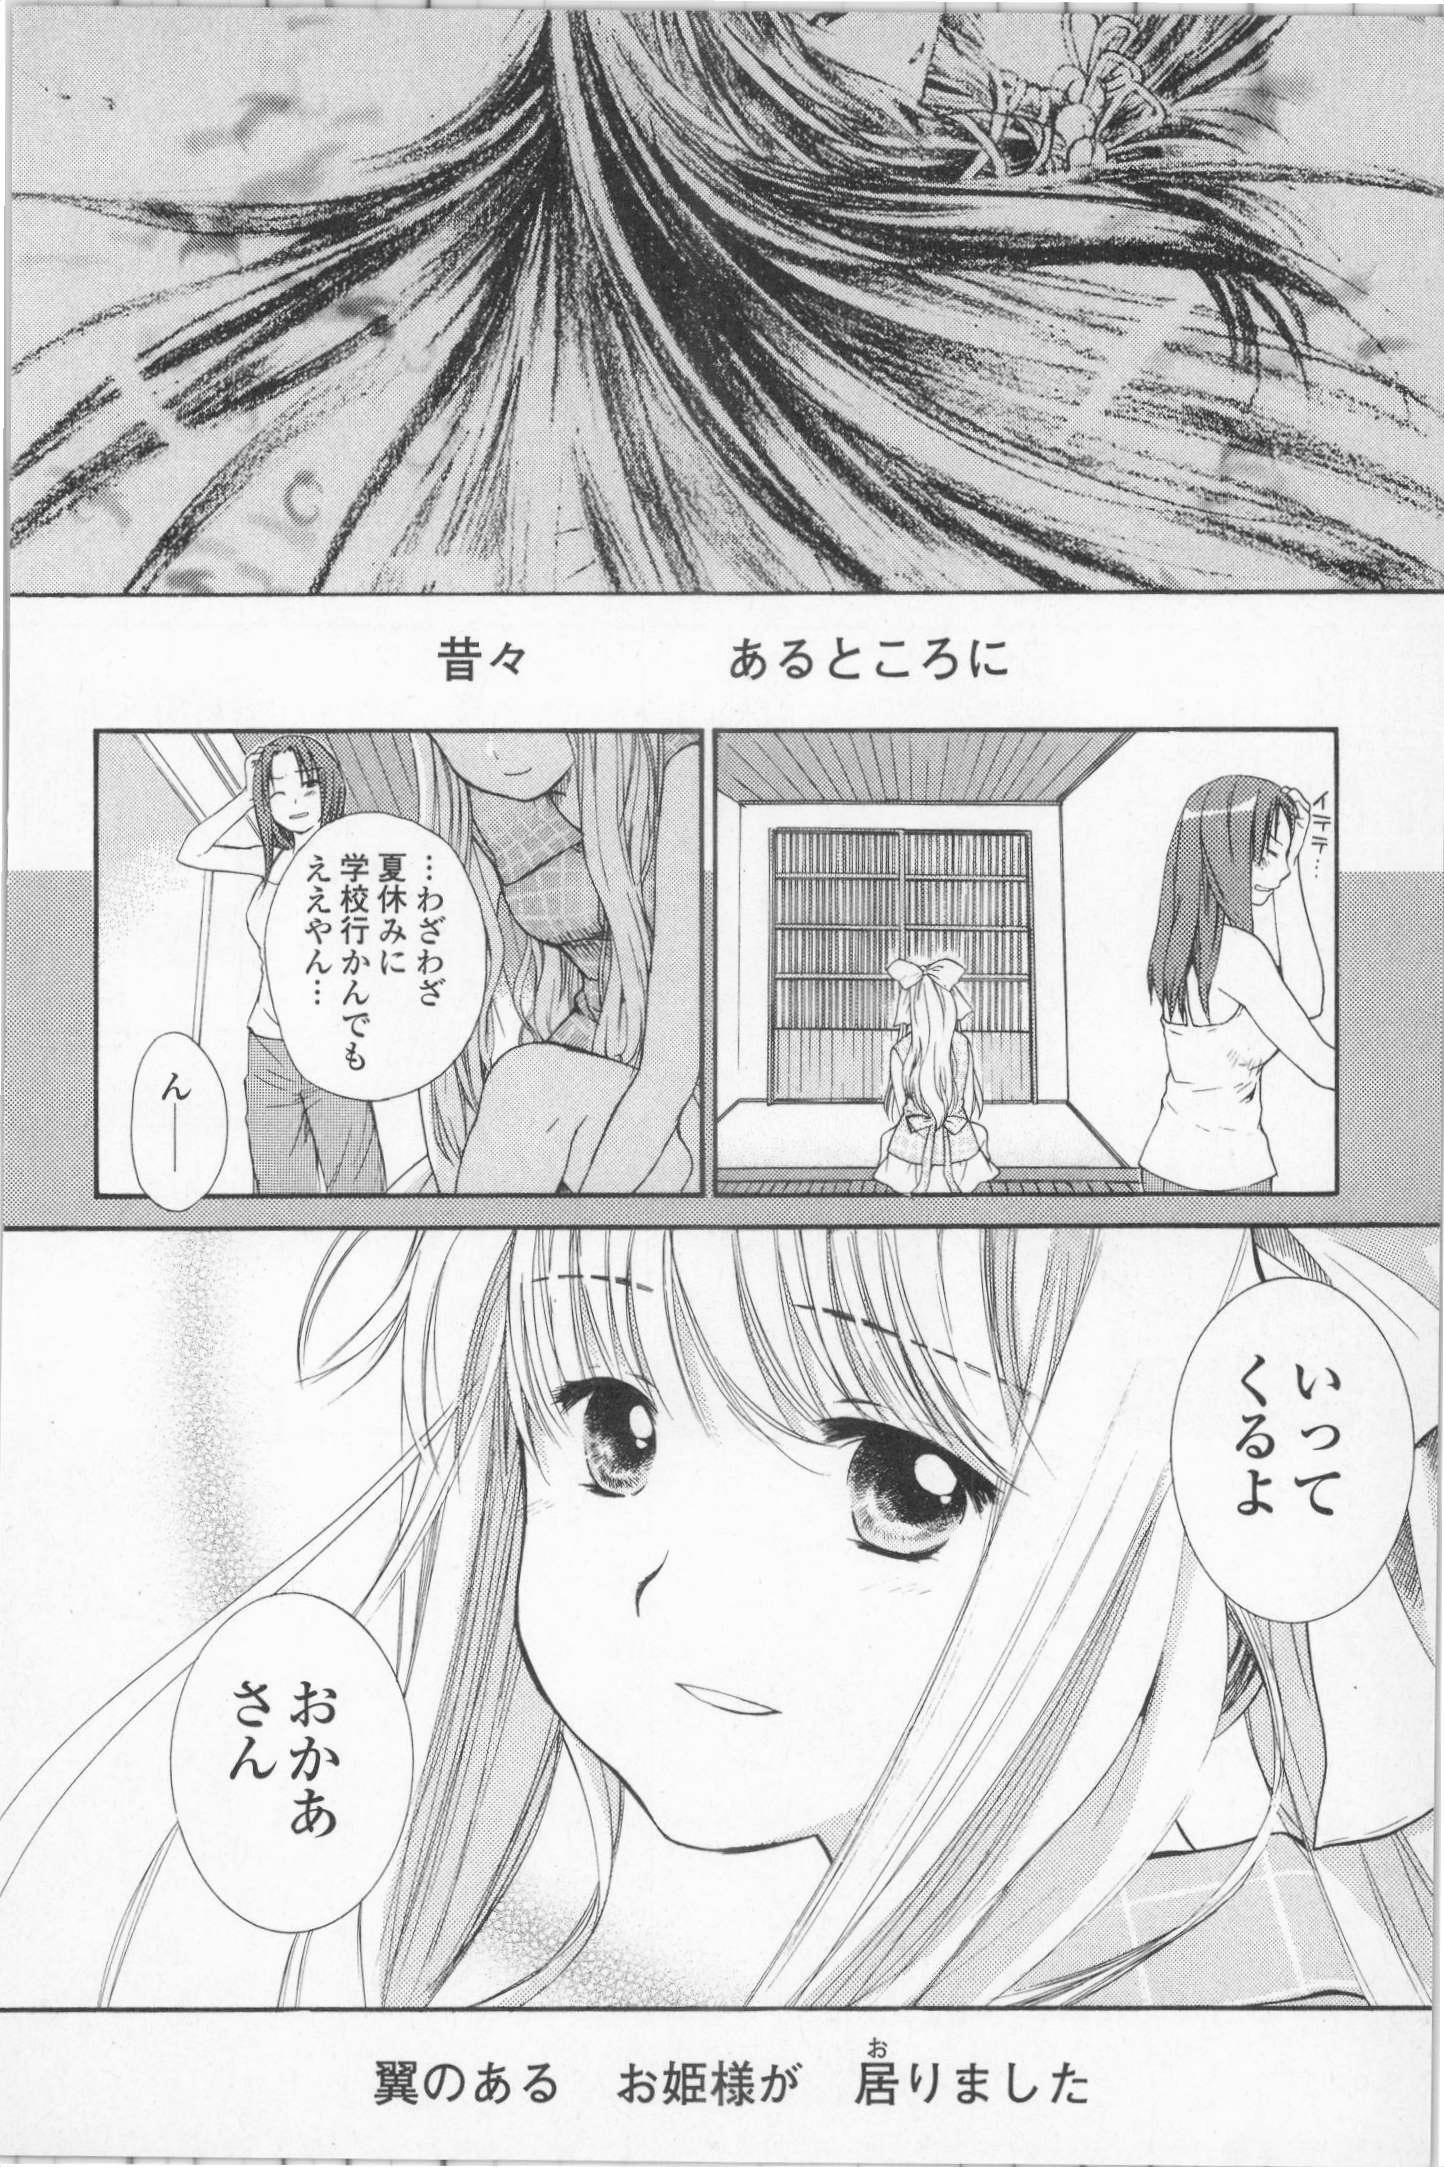 昔々　あるところに
イテテ…
…わざわざ
夏休みに
学校行かんでも
ええやん…
ん――
いって
くるよ
おかあ
さん
翼のある　お姫様が　居りました
お